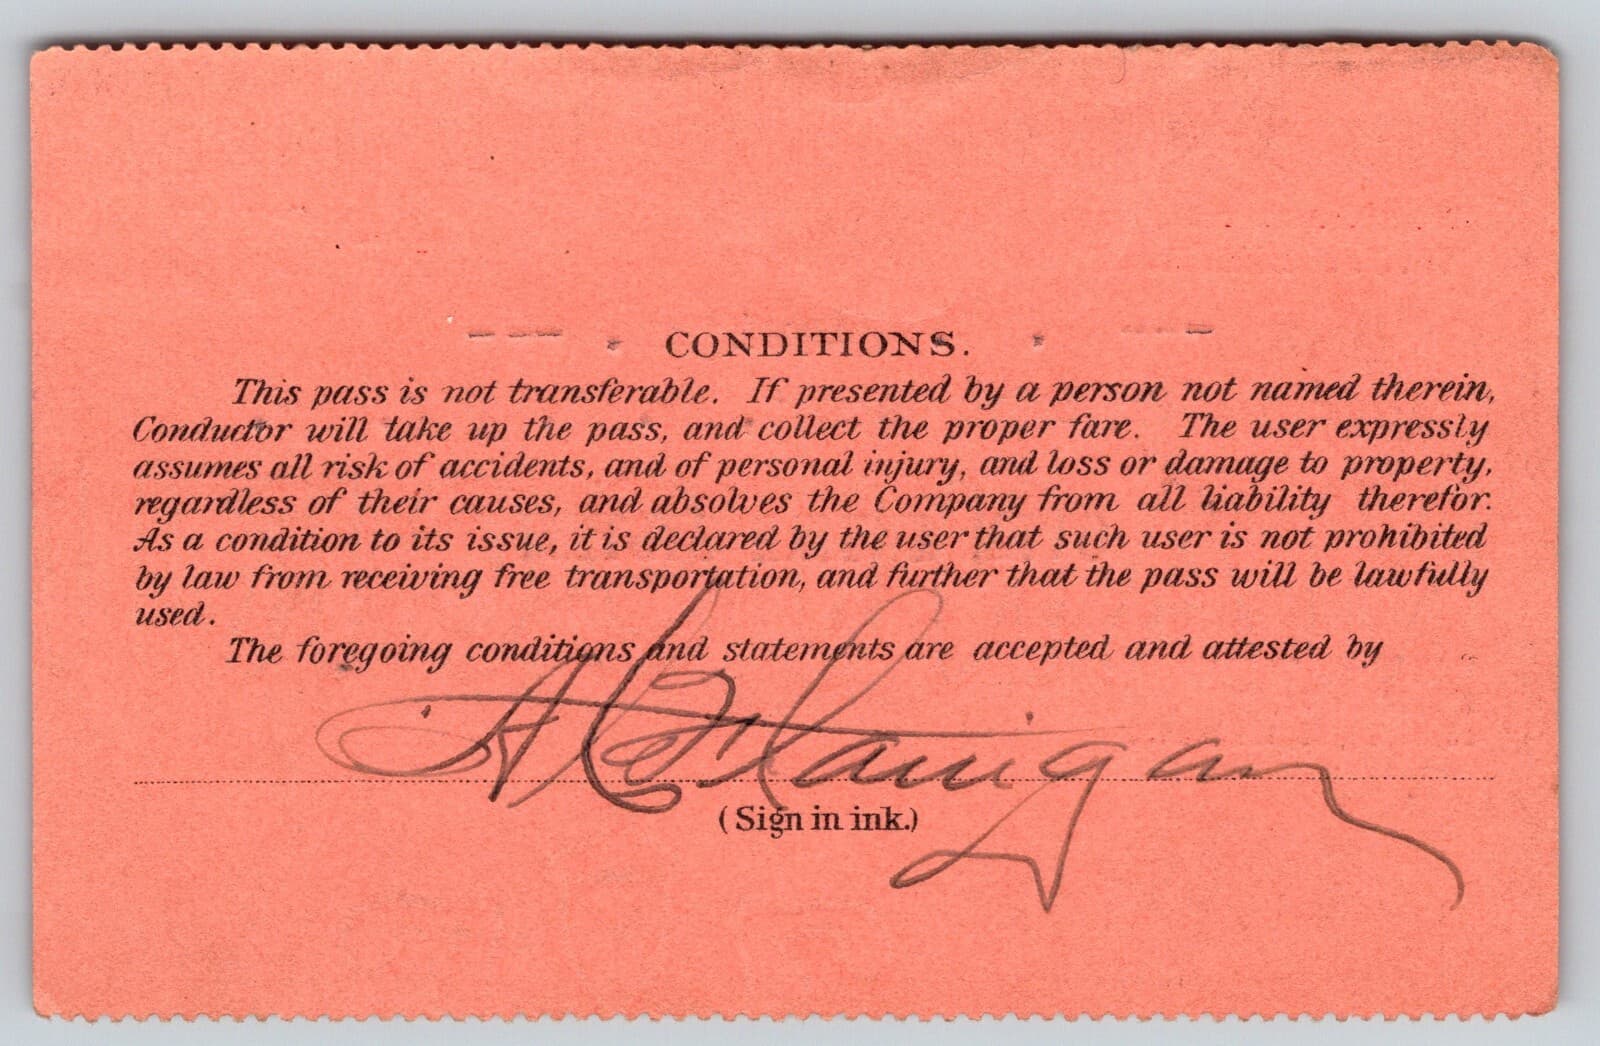 CONDITIONS.
This pass is not transferable. If presented by a person not named therein,
Conductor will take up the pass, and collect the proper fare. The user expressly
assumes all risk of accidents, and of personal injury, and loss or damage to property,
regardless of their causes, and absolves the Company from all liability therefor.
As a condition to its issue, it is declared by the user that such user is not prohibited
by law from receiving free transportation, and further that the pass will be lawfully
used.
The foregoing conditions and statements are accepted and attested by
(Sign in ink.)